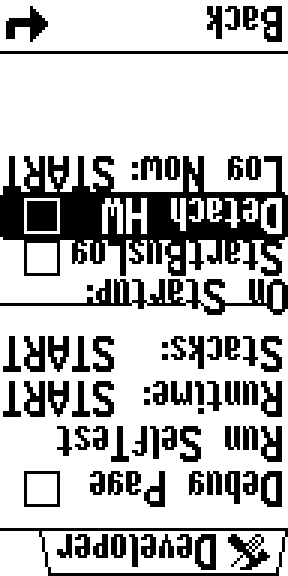 Developer
Debug Page
Run SelfTest
Runtime: START
Stacks: START
On Startup:
StartBusLog
Detach HW
Log Now: START
Back